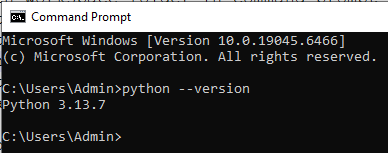 Command Prompt
Microsoft Windows [Version 10.0.19045.6466]
(c) Microsoft Corporation. All rights reserved.
C:\Users\Admin>python --version
Python 3.13.7
C:\Users\Admin>